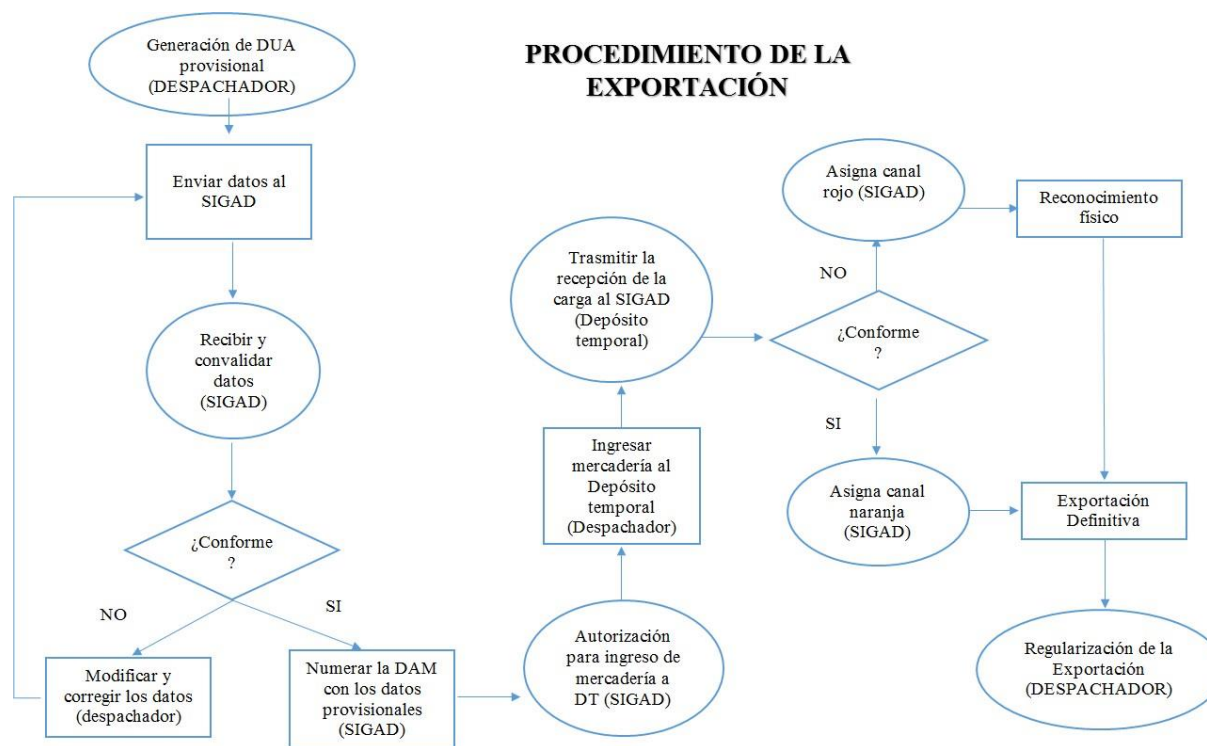 PROCEDIMIENTO DE LA
EXPORTACIÓN
Generación de DUA
provisional
(DESPACHADOR)
Enviar datos al
SIGAD
Recibir y
convalidar
datos
(SIGAD)
¿Conforme
?
NO
SI
Modificar y
corregir los datos
(despachador)
Numerar la DAM
con los datos
provisionales
(SIGAD)
Autorización
para ingreso de
mercadería a
DT (SIGAD)
Ingresar
mercadería al
Depósito
temporal
(Despachador)
Trasmitir la
recepción de la
carga al SIGAD
(Depósito
temporal)
¿Conforme
?
NO
SI
Asigna canal
rojo (SIGAD)
Reconocimiento
físico
Asigna canal
naranja
(SIGAD)
Exportación
Definitiva
Regularización de la
Exportación
(DESPACHADOR)